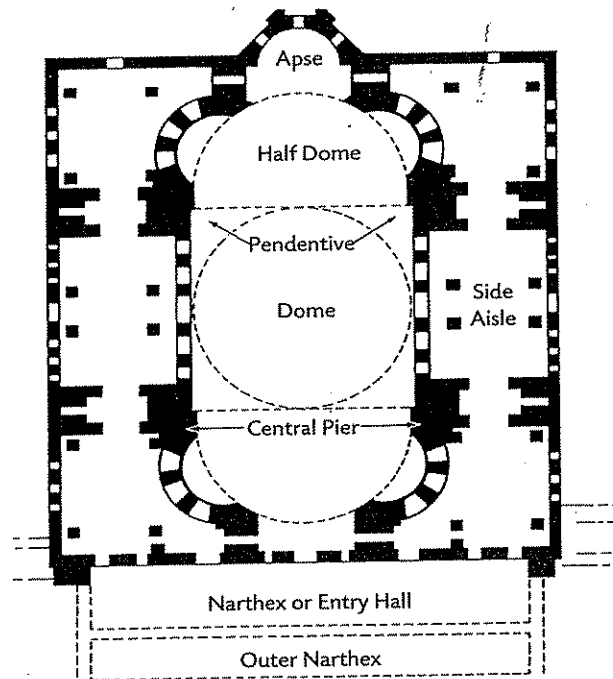 Apse
Half Dome
Pendentive
Dome
Side
Aisle
Central Pier
Narthex or Entry Hall
Outer Narthex